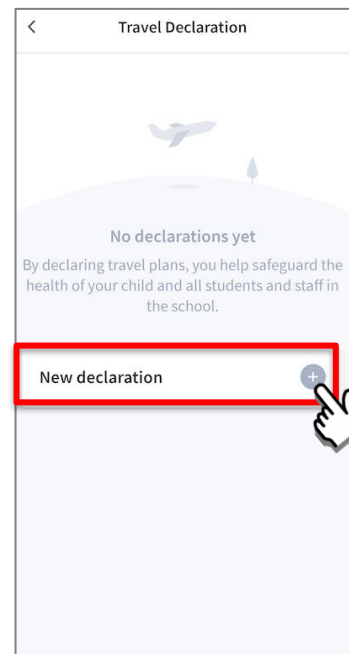 Travel Declaration
No declarations yet
By declaring travel plans, you help safeguard the
health of your child and all students and staff in
the school.
New declaration